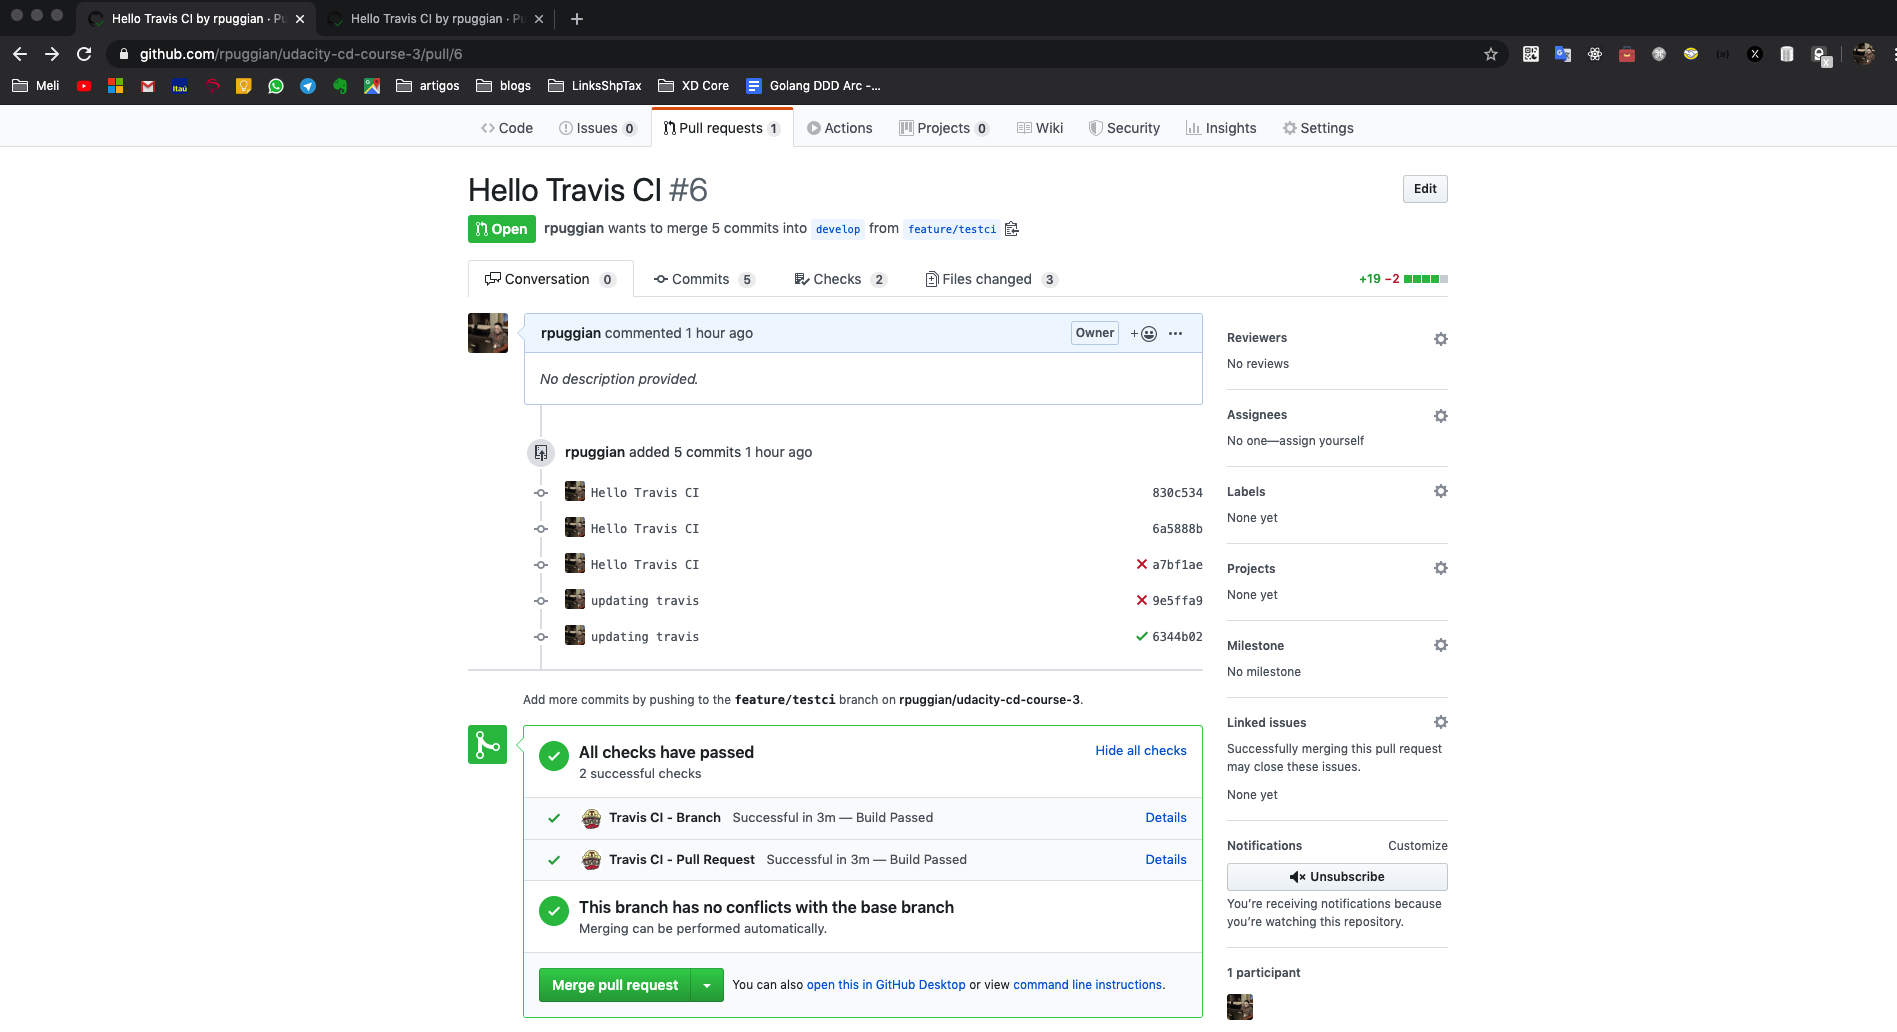 Hello Travis CI by rpuggian · Pu
Hello Travis CI by rpuggian · Pu
github.com/rpuggian/udacity-cd-course-3/pull/6
Meli
Itaú
artigos
blogs
LinksShpTax
XD Core
Golang DDD Arc -...
Code
Issues 0
Pull requests 1
Actions
Projects 0
Wiki
Security
Insights
Settings
Hello Travis CI #6
Edit
Open
rpuggian wants to merge 5 commits into develop from feature/testci
Conversation 0
Commits 5
Checks 2
Files changed 3
+19 −2
rpuggian commented 1 hour ago
Owner
No description provided.
rpuggian added 5 commits 1 hour ago
Hello Travis CI 830c534
Hello Travis CI 6a5888b
Hello Travis CI a7bf1ae
updating travis 9e5ffa9
updating travis 6344b02
Add more commits by pushing to the feature/testci branch on rpuggian/udacity-cd-course-3.
All checks have passed
Hide all checks
2 successful checks
Travis CI - Branch Successful in 3m — Build Passed Details
Travis CI - Pull Request Successful in 3m — Build Passed Details
This branch has no conflicts with the base branch
Merging can be performed automatically.
Merge pull request
You can also open this in GitHub Desktop or view command line instructions.
Reviewers
No reviews
Assignees
No one—assign yourself
Labels
None yet
Projects
None yet
Milestone
No milestone
Linked issues
Successfully merging this pull request
may close these issues.
None yet
Notifications
Customize
Unsubscribe
You're receiving notifications because
you're watching this repository.
1 participant